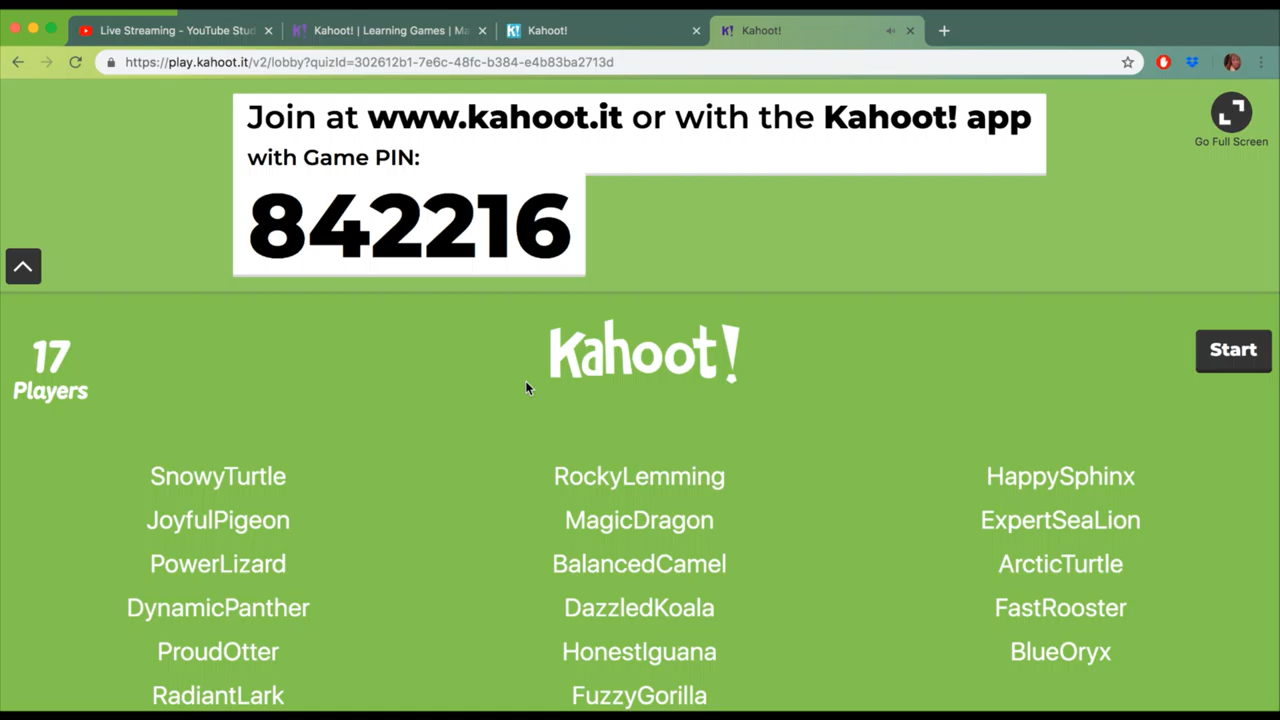 Live Streaming - YouTube Stud
Kahoot! | Learning Games | Ma
Kahoot!
Kahoot!
https://play.kahoot.it/v2/lobby?quizId=302612b1-7e6c-48fc-b384-e4b83ba2713d
Join at www.kahoot.it or with the Kahoot! app
with Game PIN:
842216
Go Full Screen
17
Players
Kahoot!
Start
SnowyTurtle
RockyLemming
HappySphinx
JoyfulPigeon
MagicDragon
ExpertSeaLion
PowerLizard
BalancedCamel
ArcticTurtle
DynamicPanther
DazzledKoala
FastRooster
ProudOtter
HonestIguana
BlueOryx
RadiantLark
FuzzyGorilla